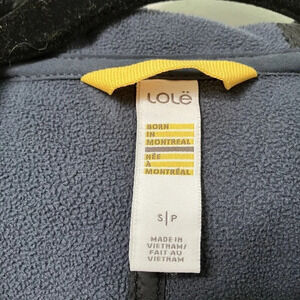 LOLë
BORN
IN
MONTREAL
NÉE
À
MONTRÉAL
S|P
MADE IN
VIETNAM/
FAIT AU
VIETNAM